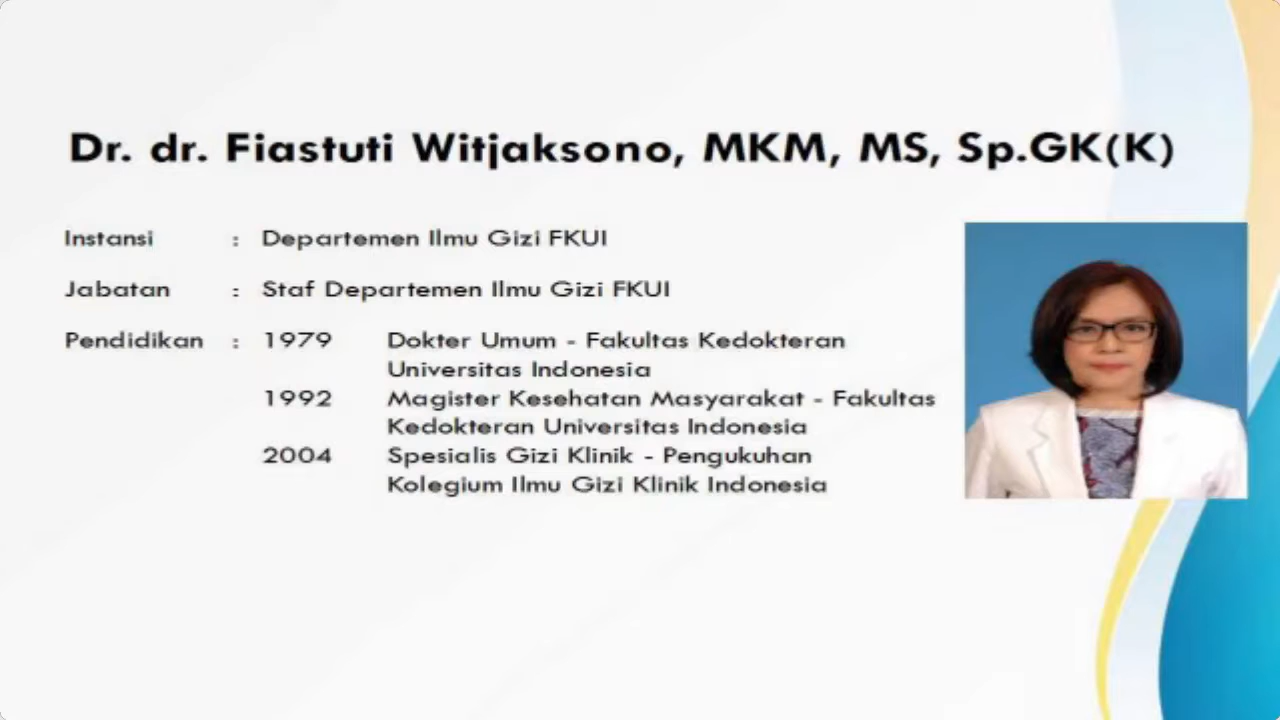 Dr. dr. Fiastuti Witjaksono, MKM, MS, Sp.GK(K)
Instansi : Departemen Ilmu Gizi FKUI
Jabatan : Staf Departemen Ilmu Gizi FKUI
Pendidikan : 1979 Dokter Umum - Fakultas Kedokteran
Universitas Indonesia
1992 Magister Kesehatan Masyarakat - Fakultas
Kedokteran Universitas Indonesia
2004 Spesialis Gizi Klinik - Pengukuhan
Kolegium Ilmu Gizi Klinik Indonesia